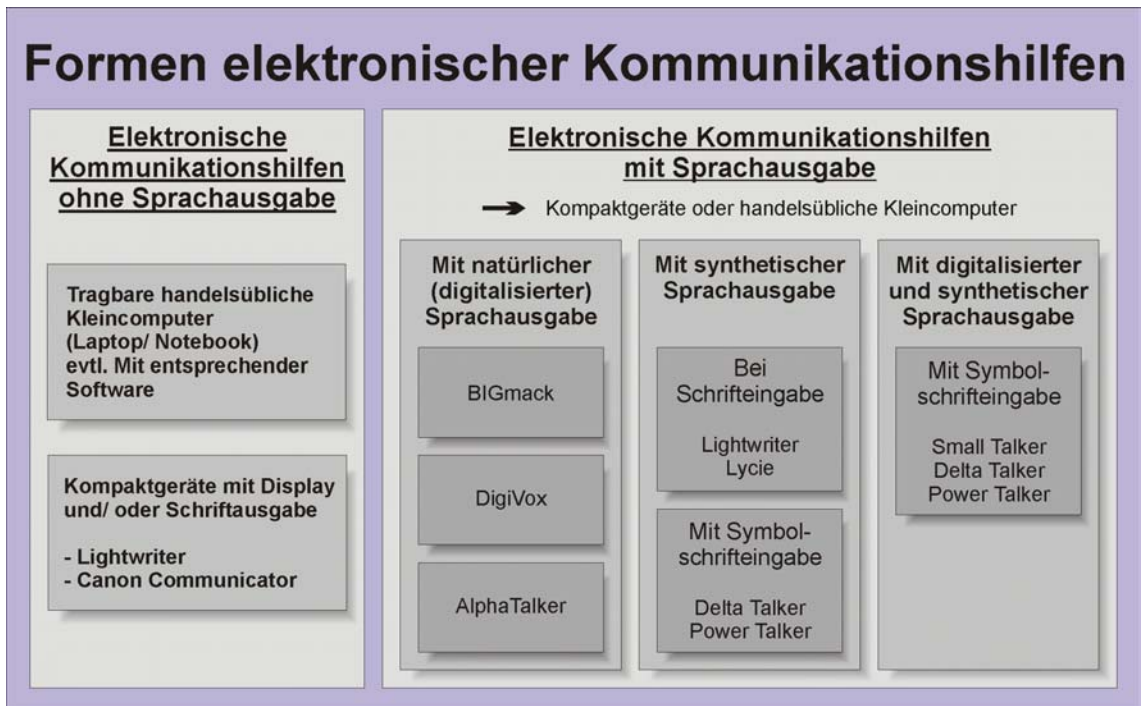 Formen elektronischer Kommunikationshilfen
Elektronische
Kommunikationshilfen
ohne Sprachausgabe
Tragbare handelsübliche
Kleincomputer
(Laptop/ Notebook)
evtl. Mit entsprechender
Software
Kompaktgeräte mit Display
und/ oder Schriftausgabe
- Lightwriter
- Canon Communicator
Elektronische Kommunikationshilfen
mit Sprachausgabe
→ Kompaktgeräte oder handelsübliche Kleincomputer
Mit natürlicher
(digitalisierter)
Sprachausgabe
BIGmack
DigiVox
AlphaTalker
Mit synthetischer
Sprachausgabe
Bei
Schrifteingabe
Lightwriter
Lycie
Mit Symbol-
schrifteingabe
Delta Talker
Power Talker
Mit digitalisierter
und synthetischer
Sprachausgabe
Mit Symbol-
schrifteingabe
Small Talker
Delta Talker
Power Talker